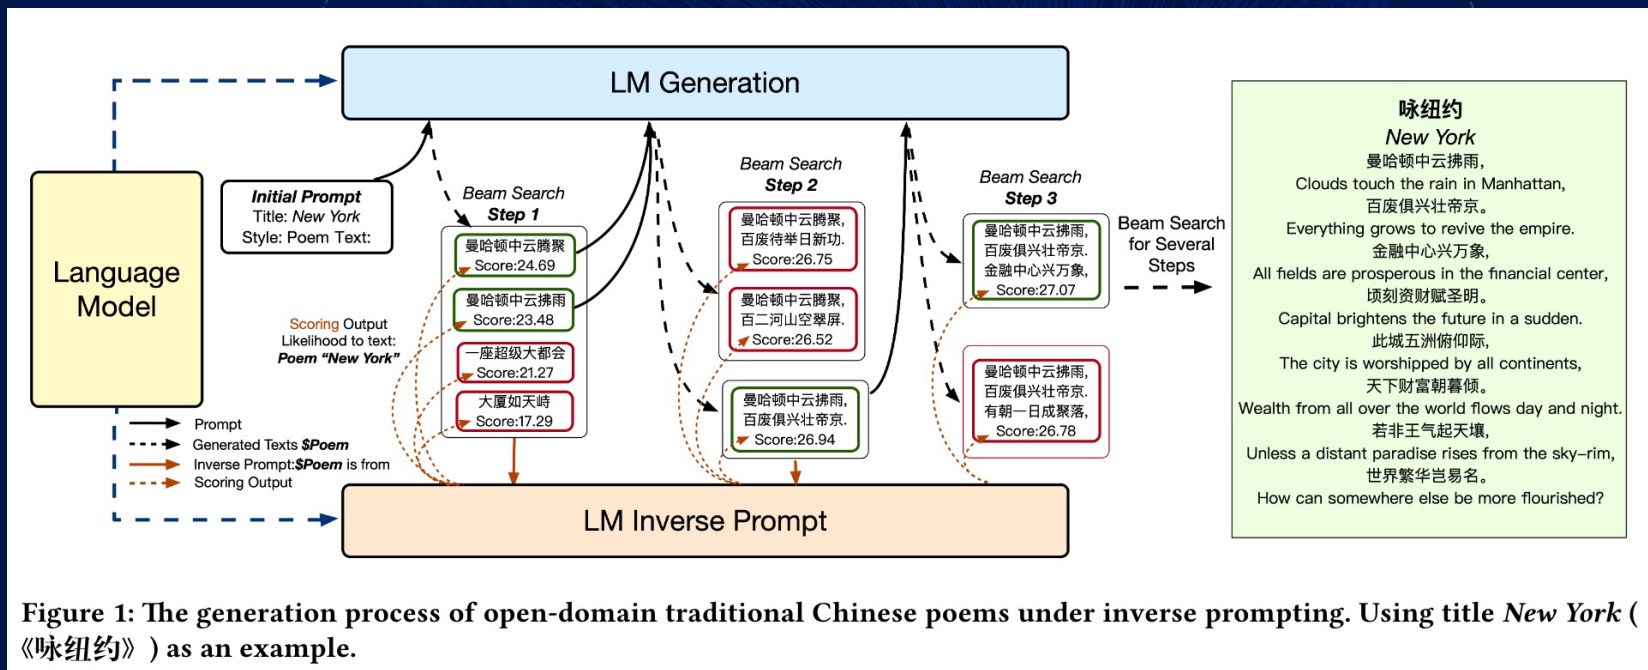 LM Generation
Language
Model
Initial Prompt
Title: New York
Style: Poem Text:
Beam Search
Step 1
曼哈顿中云腾聚
Score:24.69
曼哈顿中云拂雨
Score:23.48
一座超级大都会
Score:21.27
大厦如天峙
Score:17.29
Scoring Output
Likelihood to text:
Poem “New York”
Prompt
Generated Texts $Poem
Inverse Prompt:$Poem is from
Scoring Output
Beam Search
Step 2
曼哈顿中云腾聚,
百废待举日新功.
Score:26.75
曼哈顿中云腾聚,
百二河山空翠屏.
Score:26.52
曼哈顿中云拂雨,
百废俱兴壮帝京.
Score:26.94
Beam Search
Step 3
曼哈顿中云拂雨,
百废俱兴壮帝京.
金融中心兴万象,
Score:27.07
曼哈顿中云拂雨,
百废俱兴壮帝京.
有朝一日成聚落,
Score:26.78
Beam Search
for Several
Steps
LM Inverse Prompt
咏纽约
New York
曼哈顿中云拂雨,
Clouds touch the rain in Manhattan,
百废俱兴壮帝京。
Everything grows to revive the empire.
金融中心兴万象,
All fields are prosperous in the financial center,
顷刻资财赋圣明。
Capital brightens the future in a sudden.
此城五洲俯仰际,
The city is worshipped by all continents,
天下财富朝暮倾。
Wealth from all over the world flows day and night.
若非王气起天壤,
Unless a distant paradise rises from the sky-rim,
世界繁华岂易名。
How can somewhere else be more flourished?
Figure 1: The generation process of open-domain traditional Chinese poems under inverse prompting. Using title New York (
《咏纽约》) as an example.